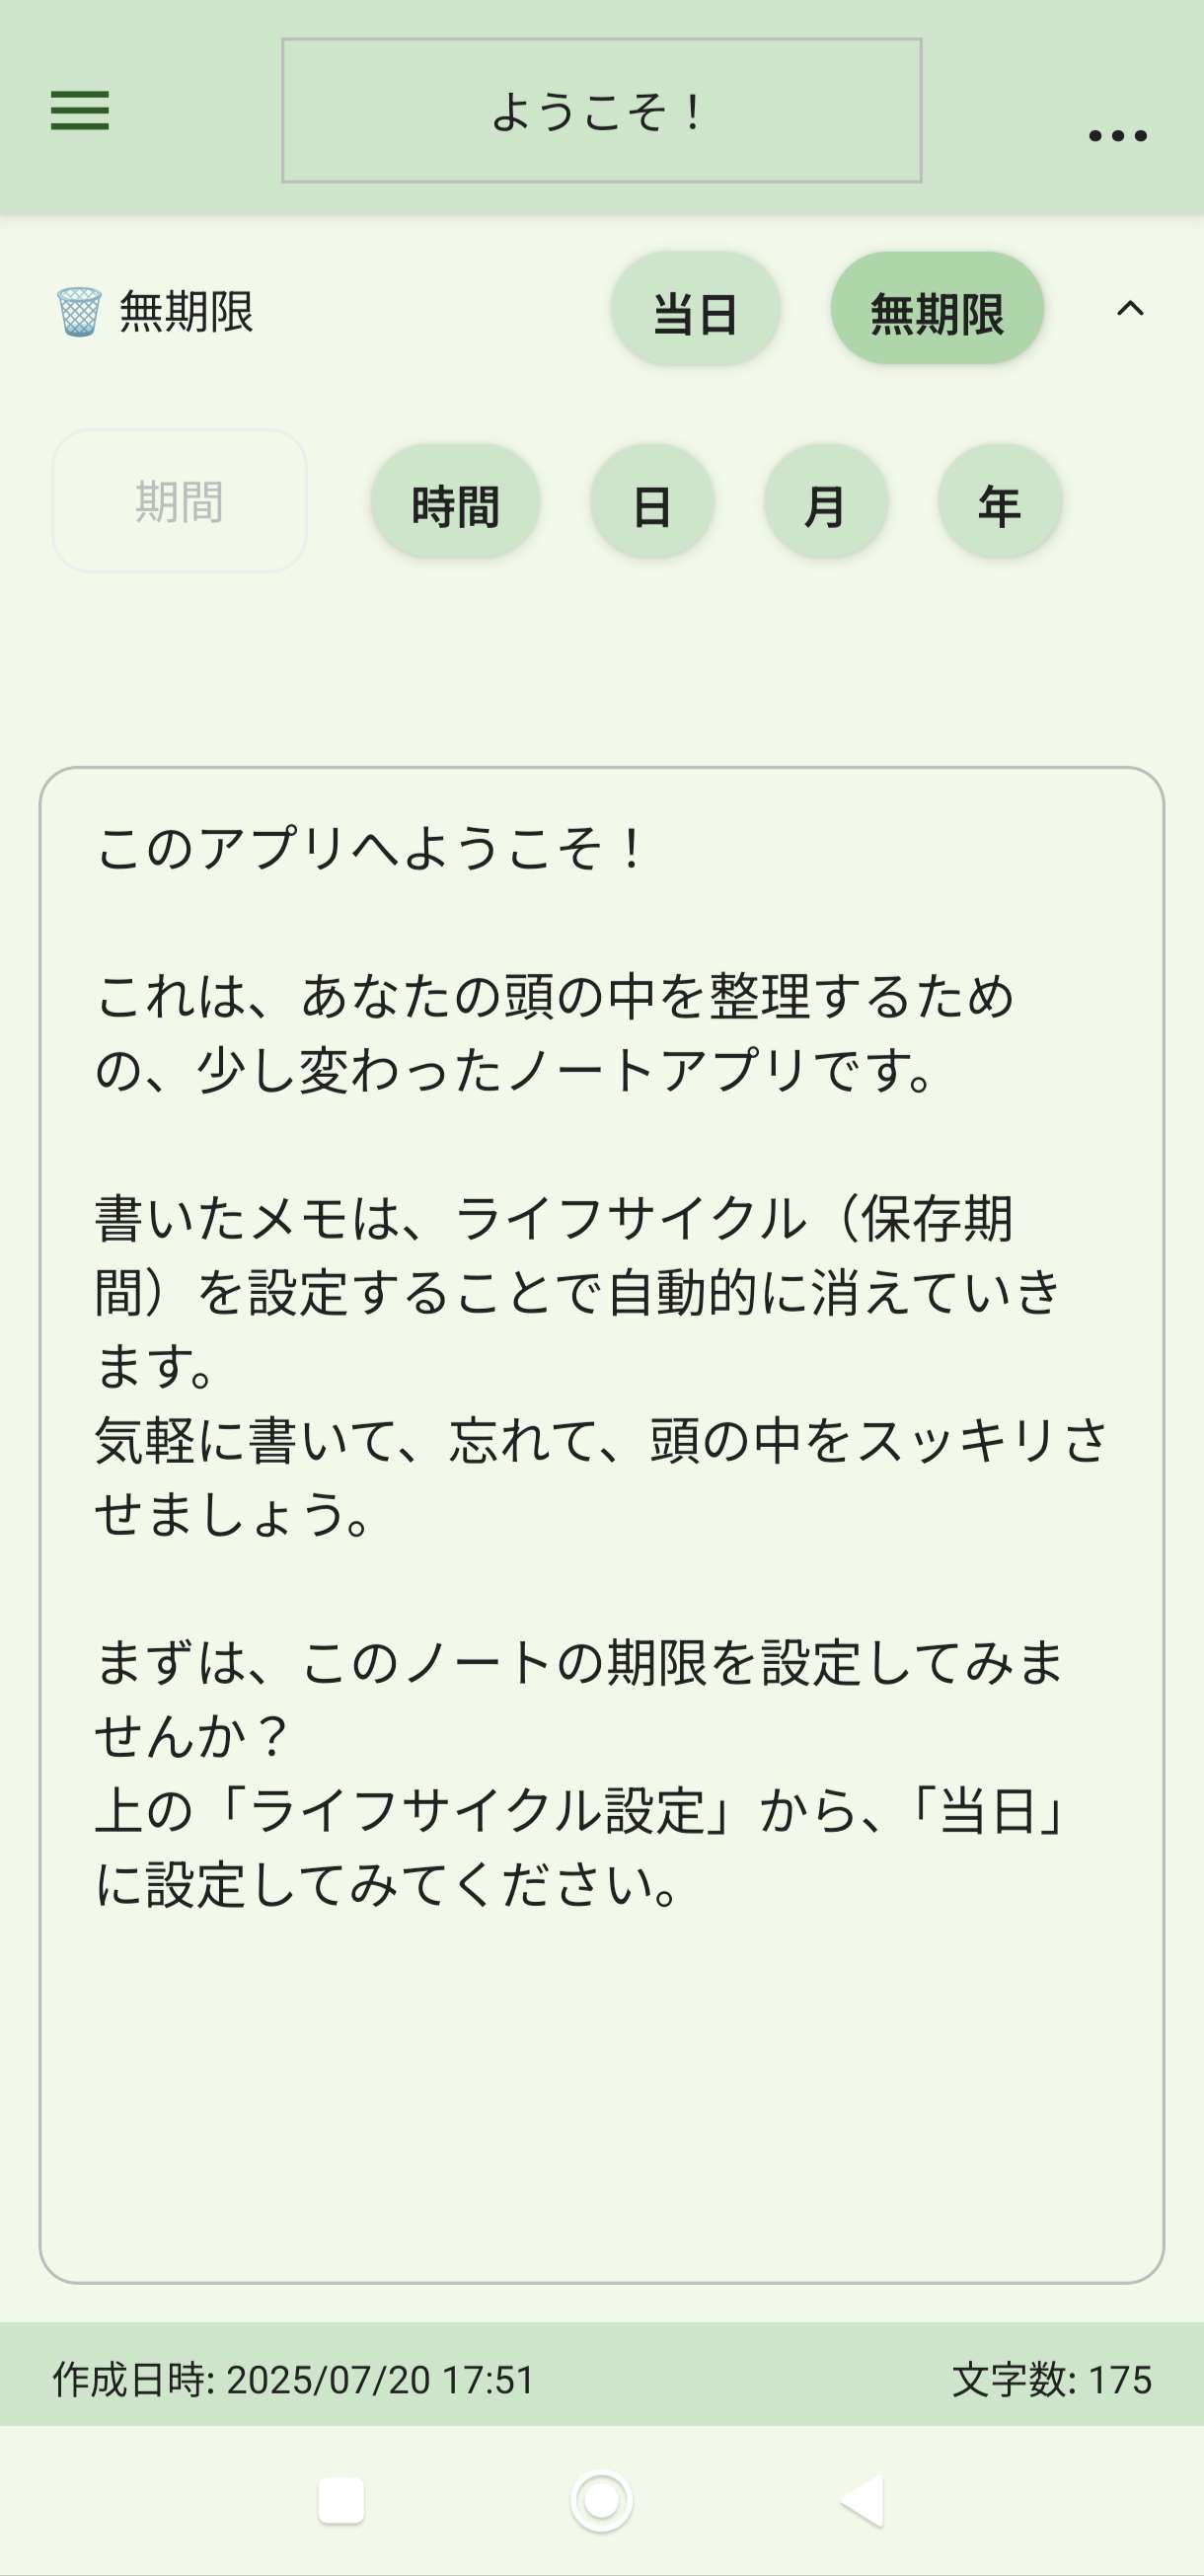 ようこそ！
無期限 当日 無期限
期間 時間 日 月 年
このアプリへようこそ！
これは、あなたの頭の中を整理するため
の、少し変わったノートアプリです。
書いたメモは、ライフサイクル（保存期
間）を設定することで自動的に消えていき
ます。
気軽に書いて、忘れて、頭の中をスッキリさ
せましょう。
まずは、このノートの期限を設定してみま
せんか？
上の「ライフサイクル設定」から、「当日」
に設定してみてください。
作成日時: 2025/07/20 17:51 文字数: 175